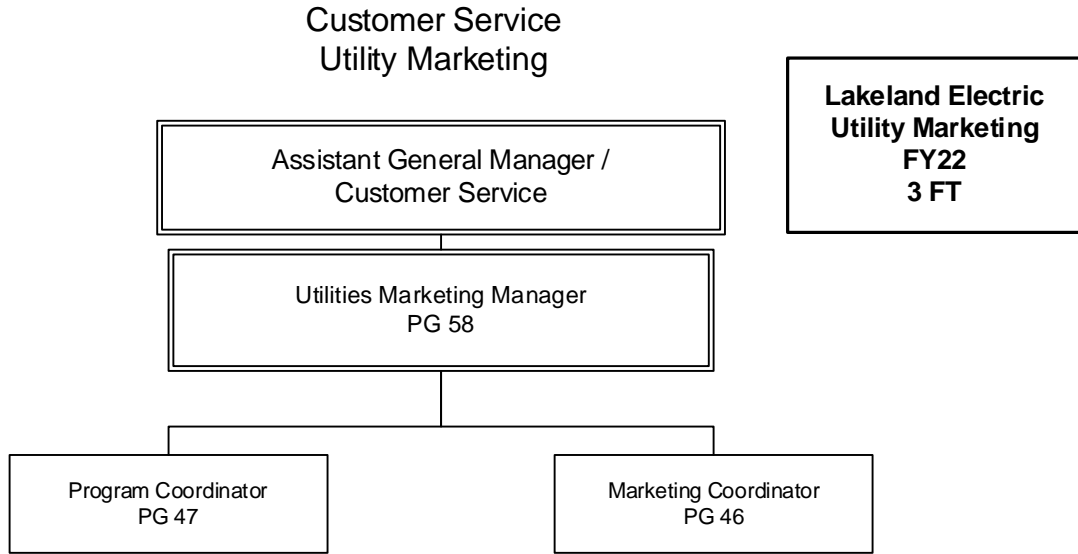 Customer Service
Utility Marketing
Lakeland Electric
Utility Marketing
FY22
3 FT
Assistant General Manager /
Customer Service
Utilities Marketing Manager
PG 58
Program Coordinator
PG 47
Marketing Coordinator
PG 46